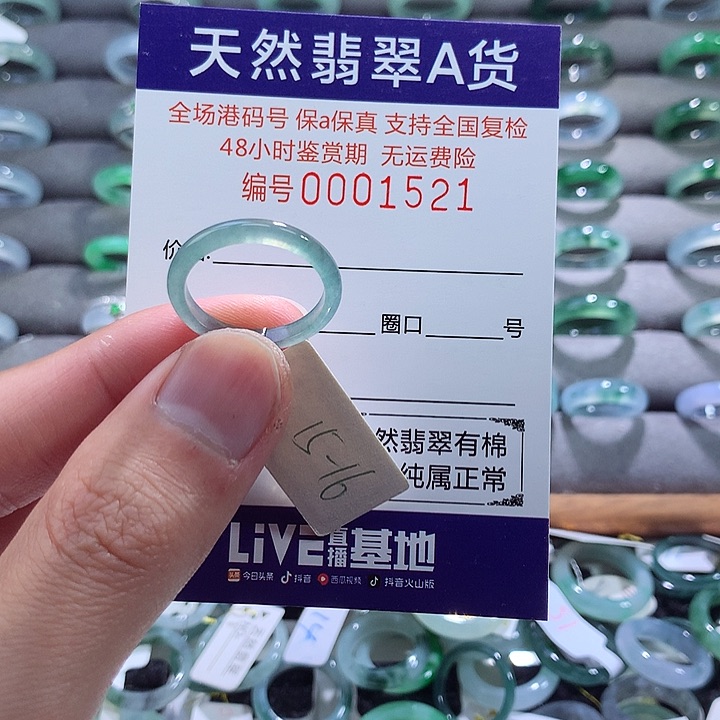 天然翡翠A货
全场港码号 保a保真 支持全国复检
48小时鉴赏期 无运费险
编号0001521
价
圈口 号
15-16
然翡翠有棉
纯属正常
LiVE直播基地
头条 今日头条 抖音 西瓜视频 抖音火山版